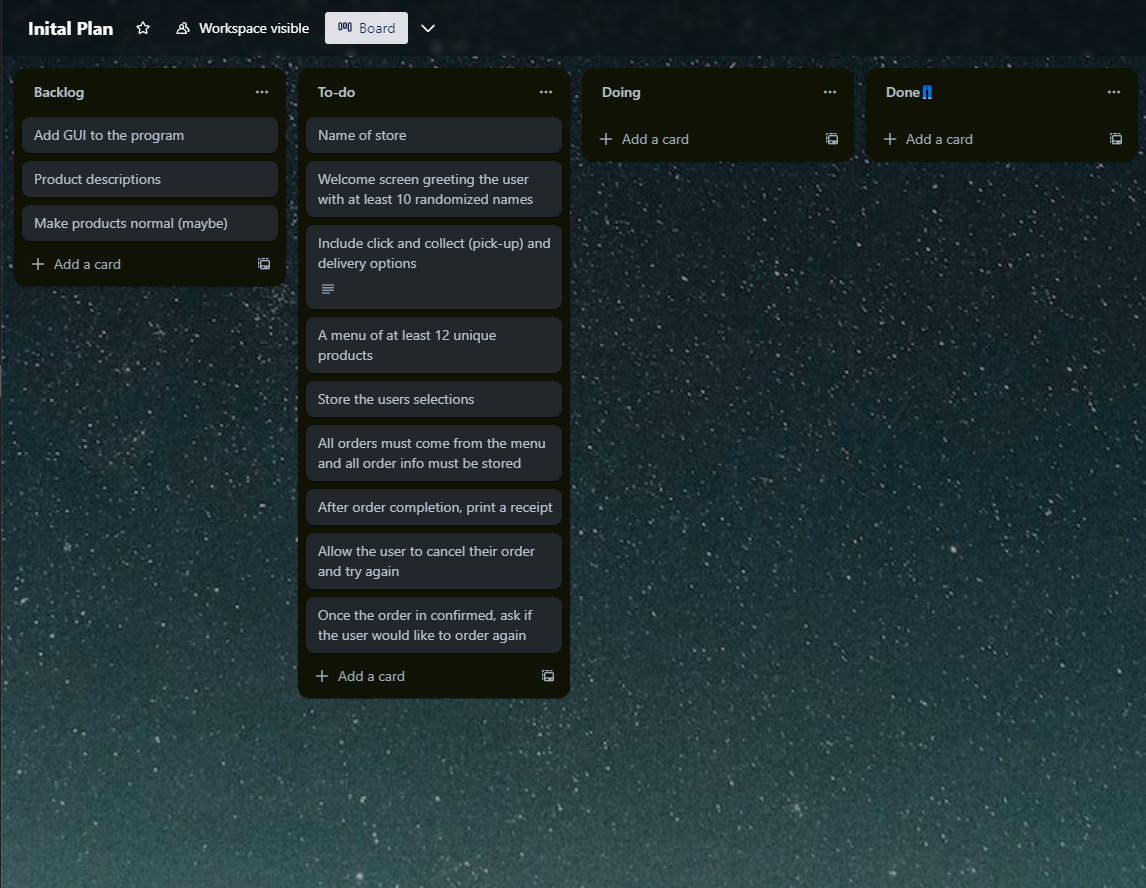 Inital Plan
Workspace visible
Board
Backlog
Add GUI to the program
Product descriptions
Make products normal (maybe)
Add a card
To-do
Name of store
Welcome screen greeting the user
with at least 10 randomized names
Include click and collect (pick-up) and
delivery options
A menu of at least 12 unique
products
Store the users selections
All orders must come from the menu
and all order info must be stored
After order completion, print a receipt
Allow the user to cancel their order
and try again
Once the order in confirmed, ask if
the user would like to order again
Add a card
Doing
Add a card
Done👖
Add a card